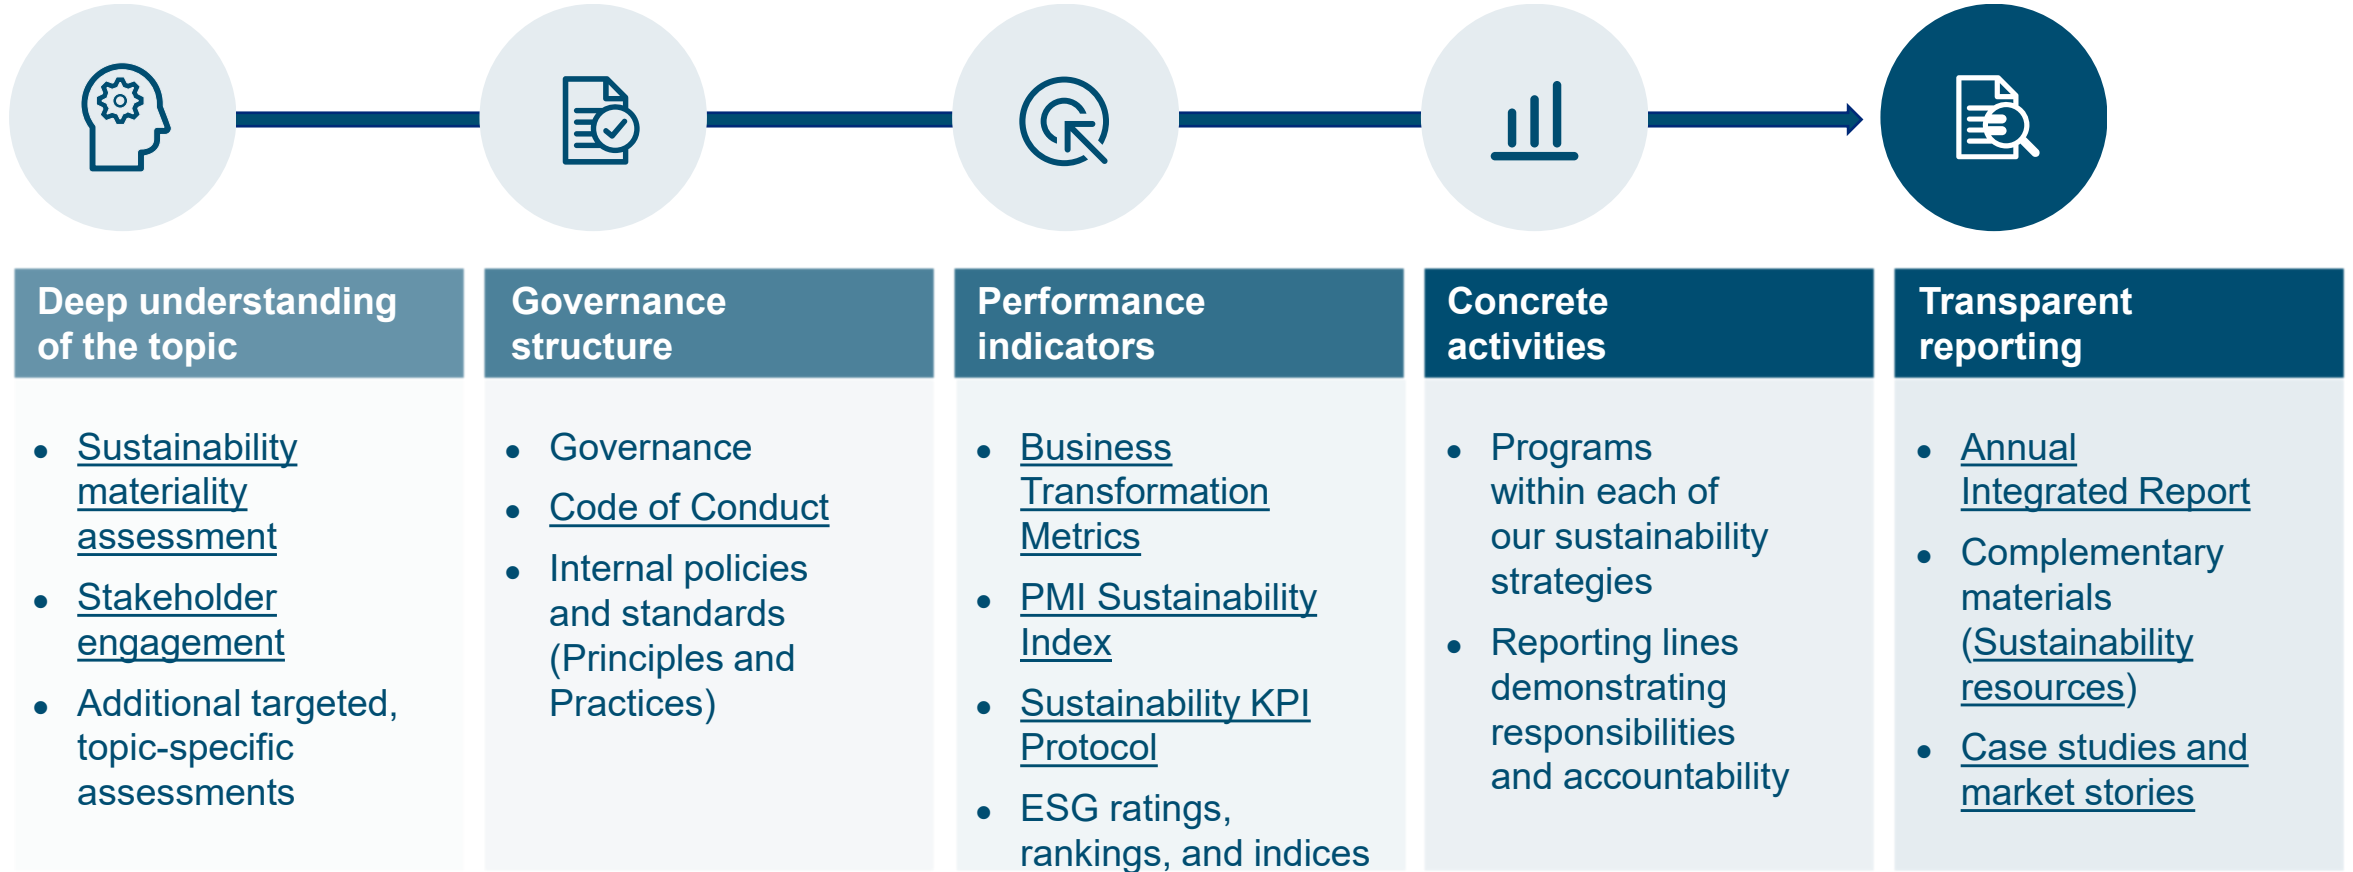 Deep understanding
of the topic
Sustainability
materiality
assessment
Stakeholder
engagement
Additional targeted,
topic-specific
assessments
Governance
structure
Governance
Code of Conduct
Internal policies
and standards
(Principles and
Practices)
Performance
indicators
Business
Transformation
Metrics
PMI Sustainability
Index
Sustainability KPI
Protocol
ESG ratings,
rankings, and indices
Concrete
activities
Programs
within each of
our sustainability
strategies
Reporting lines
demonstrating
responsibilities
and accountability
Transparent
reporting
Annual
Integrated Report
Complementary
materials
(Sustainability
resources)
Case studies and
market stories